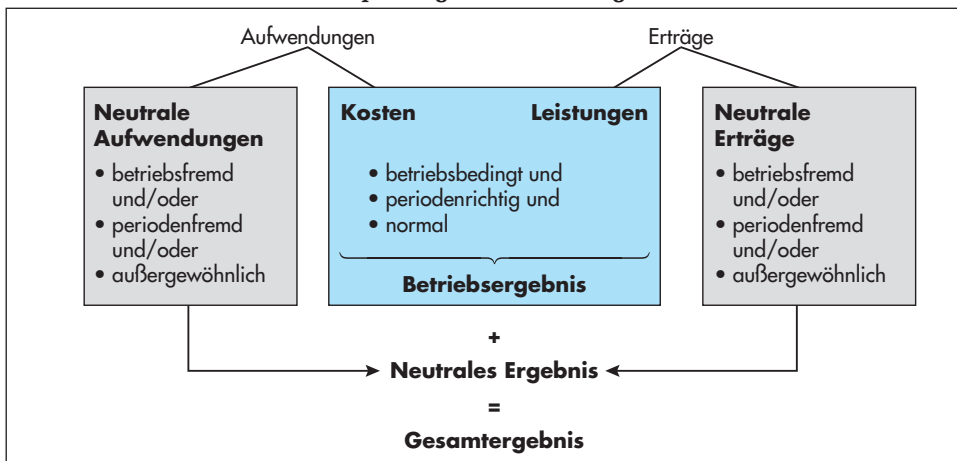 Aufwendungen
Erträge
Neutrale
Aufwendungen
• betriebsfremd
und/oder
• periodenfremd
und/oder
• außergewöhnlich
Kosten
Leistungen
• betriebsbedingt und
• periodenrichtig und
• normal
Betriebsergebnis
Neutrale
Erträge
• betriebsfremd
und/oder
• periodenfremd
und/oder
• außergewöhnlich
+
Neutrales Ergebnis
=
Gesamtergebnis